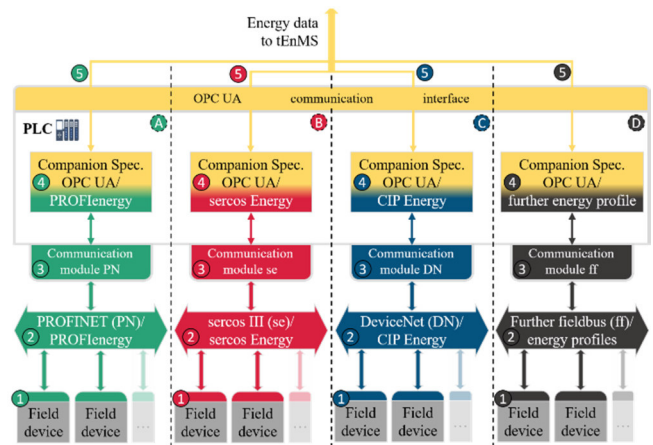 Energy data
to tEnMS
5 5 5 5
OPC UA communication interface
PLC A B C D
Companion Spec. Companion Spec. Companion Spec. Companion Spec.
4 OPC UA/ 4 OPC UA/ 4 OPC UA/ 4 OPC UA/
PROFIenergy sercos Energy CIP Energy further energy profile
Communication Communication Communication Communication
3 module PN 3 module se 3 module DN 3 module ff
PROFINET (PN)/ sercos III (se)/ DeviceNet (DN)/ Further fieldbus (ff)/
2 PROFIenergy 2 sercos Energy 2 CIP Energy 2 energy profiles
1 1 1 1
Field Field ... Field Field ... Field Field ... Field Field ...
device device device device device device device device